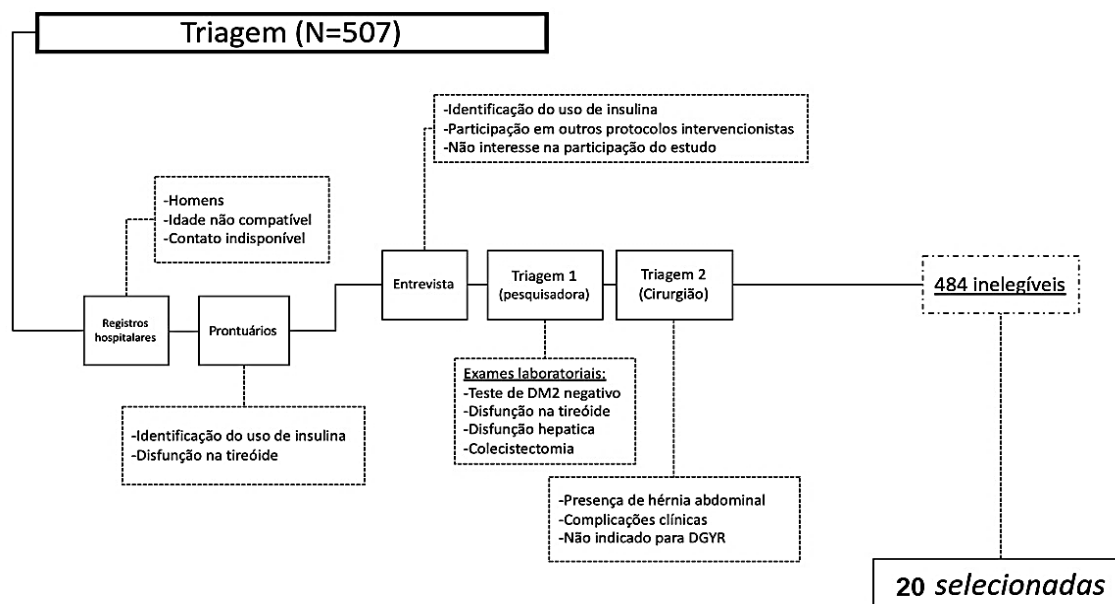 Triagem (N=507)
-Identificação do uso de insulina
-Participação em outros protocolos intervencionistas
-Não interesse na participação do estudo
-Homens
-Idade não compatível
-Contato indisponível
Registros
hospitalares
Prontuários
Entrevista
Triagem 1
(pesquisadora)
Triagem 2
(Cirurgião)
484 inelegíveis
-Identificação do uso de insulina
-Disfunção na tireóide
Exames laboratoriais:
-Teste de DM2 negativo
-Disfunção na tireóide
-Disfunção hepatica
-Colecistectomia
-Presença de hérnia abdominal
-Complicações clínicas
-Não indicado para DGYR
20 selecionadas